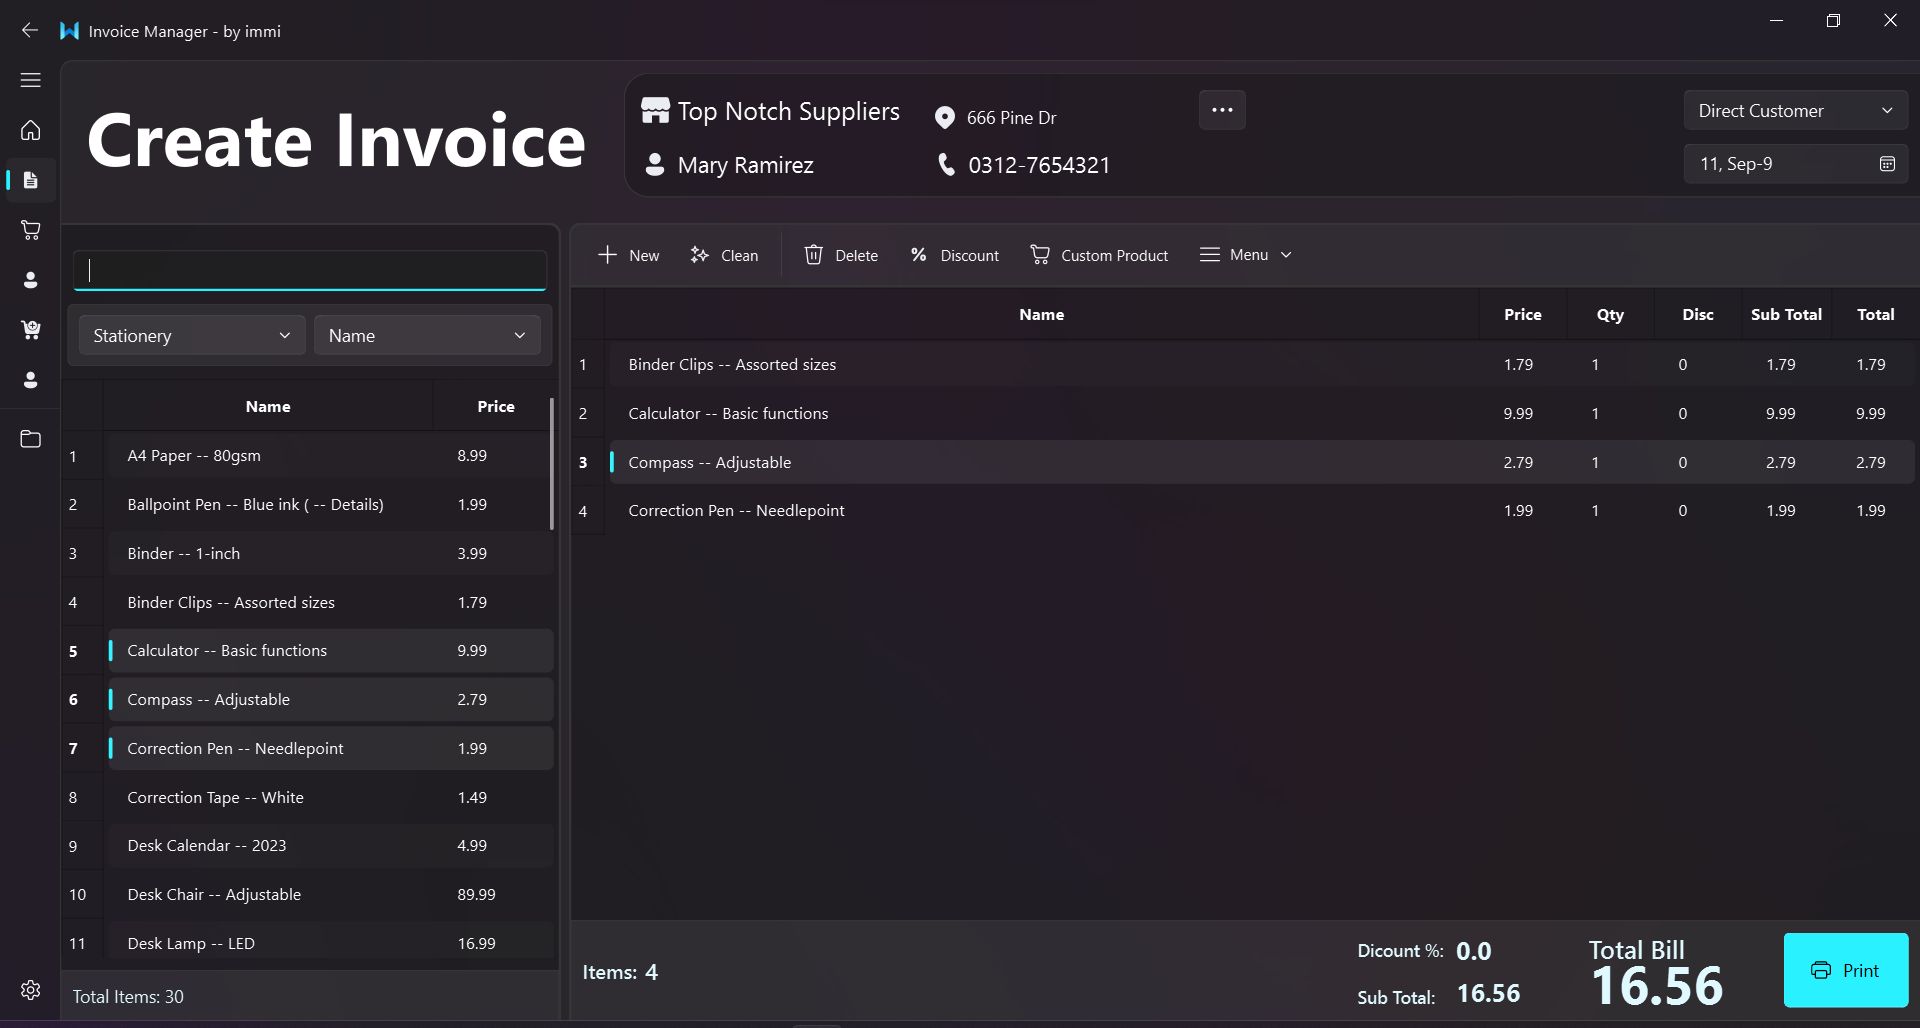 Invoice Manager - by immi
Create Invoice
Top Notch Suppliers
666 Pine Dr
Mary Ramirez
0312-7654321
Direct Customer
11, Sep-9
Stationery
Name
Name Price
1 A4 Paper -- 80gsm 8.99
2 Ballpoint Pen -- Blue ink ( -- Details) 1.99
3 Binder -- 1-inch 3.99
4 Binder Clips -- Assorted sizes 1.79
5 Calculator -- Basic functions 9.99
6 Compass -- Adjustable 2.79
7 Correction Pen -- Needlepoint 1.99
8 Correction Tape -- White 1.49
9 Desk Calendar -- 2023 4.99
10 Desk Chair -- Adjustable 89.99
11 Desk Lamp -- LED 16.99
Total Items: 30
New Clean Delete % Discount Custom Product Menu
Name Price Qty Disc Sub Total Total
1 Binder Clips -- Assorted sizes 1.79 1 0 1.79 1.79
2 Calculator -- Basic functions 9.99 1 0 9.99 9.99
3 Compass -- Adjustable 2.79 1 0 2.79 2.79
4 Correction Pen -- Needlepoint 1.99 1 0 1.99 1.99
Items: 4
Dicount %: 0.0
Sub Total: 16.56
Total Bill
16.56
Print